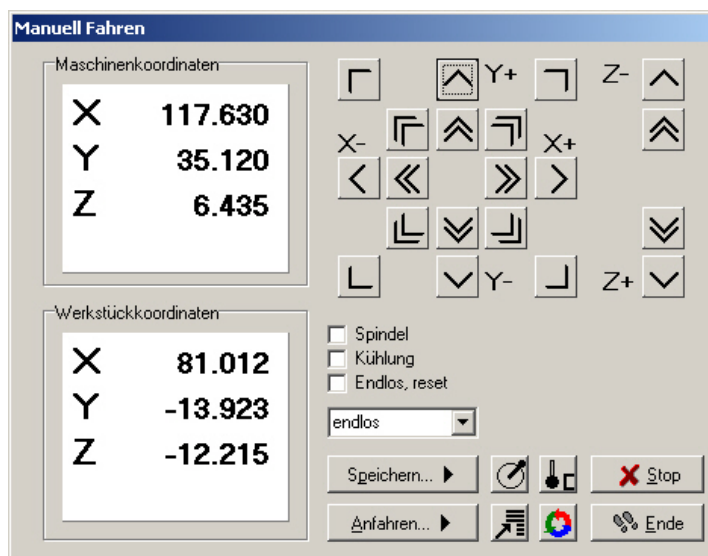 Manuell Fahren
Maschinenkoordinaten
X 117.630
Y 35.120
Z 6.435
Y+
Z-
X-
X+
Y-
Z+
Werkstückkoordinaten
X 81.012
Y -13.923
Z -12.215
Spindel
Kühlung
Endlos, reset
endlos
Speichern...
Stop
Anfahren...
Ende